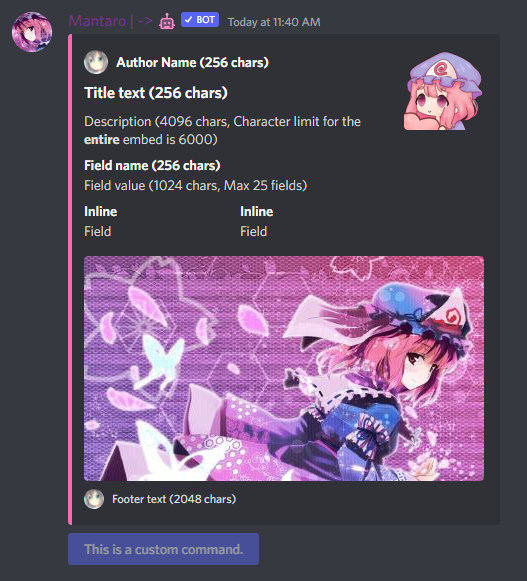 Mantaro | -> BOT Today at 11:40 AM
Author Name (256 chars)
Title text (256 chars)
Description (4096 chars, Character limit for the
entire embed is 6000)
Field name (256 chars)
Field value (1024 chars, Max 25 fields)
Inline Inline
Field Field
Footer text (2048 chars)
This is a custom command.